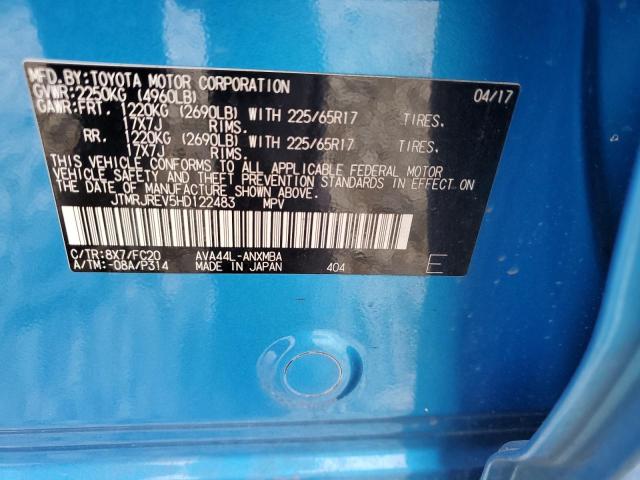 MFD.BY:TOYOTA MOTOR CORPORATION
GVWR:2250KG (4960LB) 04/17
GAWR:FRT. 1220KG (2690LB) WITH 225/65R17 TIRES.
17X7J RIMS.
RR. 1220KG (2690LB) WITH 225/65R17 TIRES.
17X7J RIMS.
THIS VEHICLE CONFORMS TO ALL APPLICABLE FEDERAL MOTOR
VEHICLE SAFETY AND THEFT PREVENTION STANDARDS IN EFFECT ON
THE DATE OF MANUFACTURE SHOWN ABOVE.
JTMRJREV5HD122483 MPV
C/TR:8X7/FC20 AVA44L-ANXMBA
A/TM:-08A/P314 MADE IN JAPAN 404 E